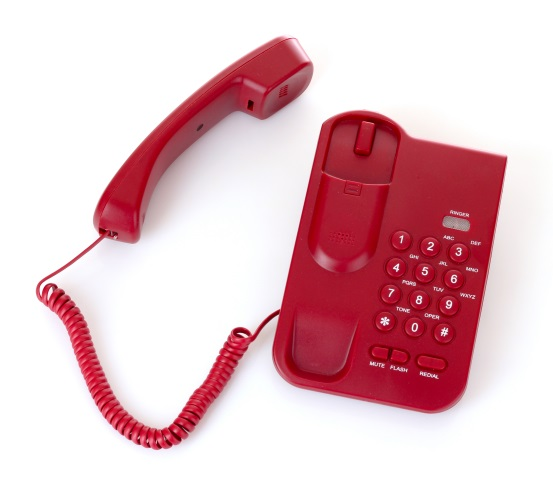 RINGER
ABC DEF
1 2 3
GHI JKL MNO
4 5 6
PQRS TUV WXYZ
7 8 9
TONE OPER
* 0 #
MUTE FLASH REDIAL